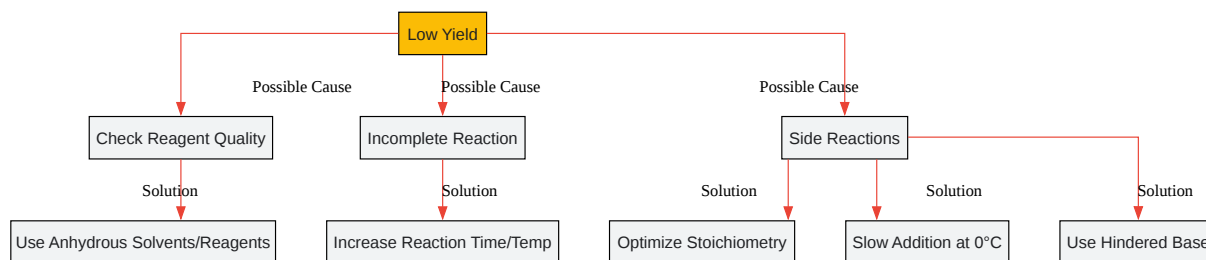 Low Yield
Possible Cause
Possible Cause
Possible Cause
Check Reagent Quality
Incomplete Reaction
Side Reactions
Solution
Solution
Solution
Solution
Solution
Use Anhydrous Solvents/Reagents
Increase Reaction Time/Temp
Optimize Stoichiometry
Slow Addition at 0°C
Use Hindered Base